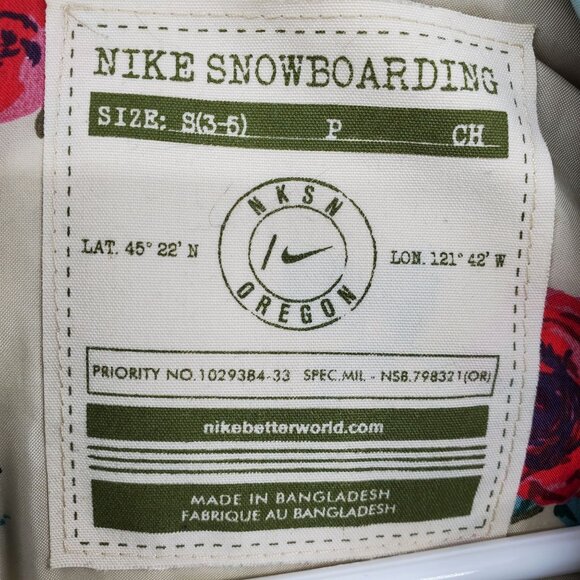 NIKE SNOWBOARDING
SIZE: S(3-5) P CH
NKSN
LAT. 45° 22' N
LON. 121° 42' W
OREGON
PRIORITY NO.1029384-33 SPEC.MIL - NSB.798321(OR)
nikebetterworld.com
MADE IN BANGLADESH
FABRIQUE AU BANGLADESH